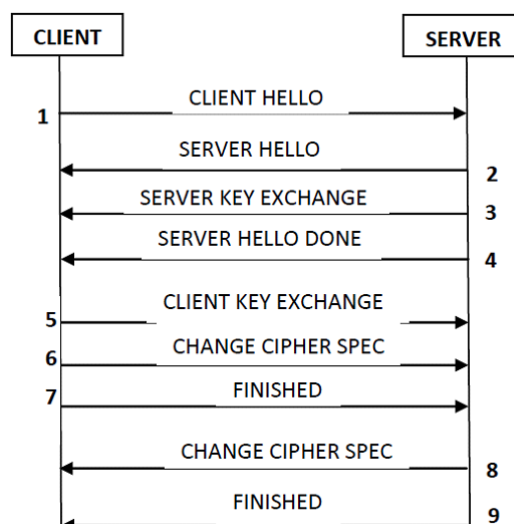 CLIENT SERVER
CLIENT HELLO
1
SERVER HELLO
2
SERVER KEY EXCHANGE
3
SERVER HELLO DONE
4
CLIENT KEY EXCHANGE
5
CHANGE CIPHER SPEC
6
FINISHED
7
CHANGE CIPHER SPEC
8
FINISHED
9